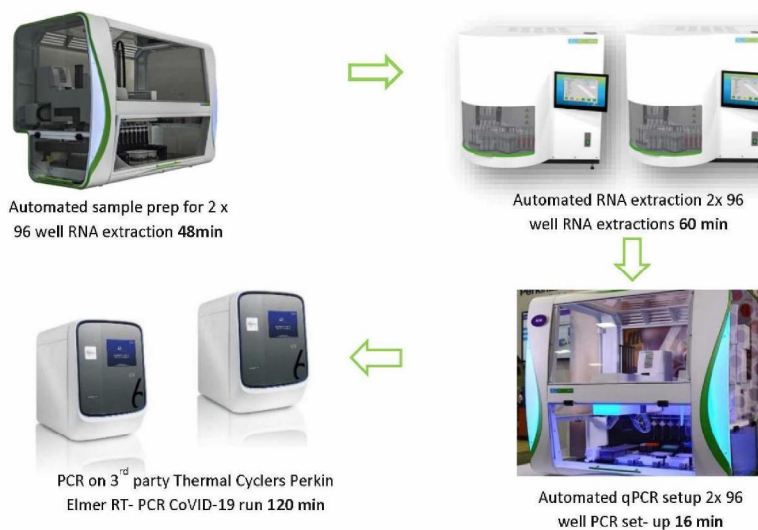 Automated sample prep for 2 x
96 well RNA extraction 48min
Automated RNA extraction 2x 96
well RNA extractions 60 min
Automated qPCR setup 2x 96
well PCR set- up 16 min
PCR on 3rd party Thermal Cyclers Perkin
Elmer RT- PCR CoVID-19 run 120 min
6
6